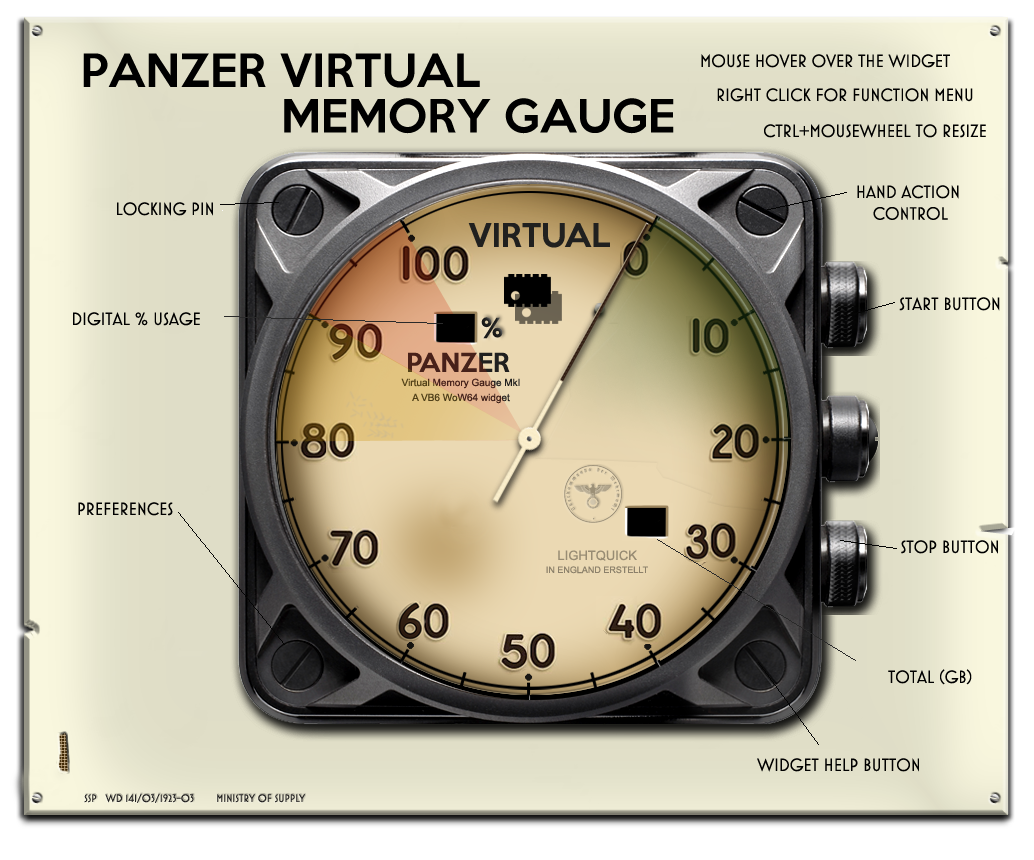 PANZER VIRTUAL
MEMORY GAUGE
MOUSE HOVER OVER THE WIDGET
RIGHT CLICK FOR FUNCTION MENU
CTRL+MOUSEWHEEL TO RESIZE
LOCKING PIN
HAND ACTION
CONTROL
VIRTUAL
100
0
START BUTTON
DIGITAL % USAGE
%
90
10
PANZER
Virtual Memory Gauge MkI
A VB6 WoW64 widget
80
20
PREFERENCES
70
30
STOP BUTTON
LIGHTQUICK
IN ENGLAND ERSTELLT
60
40
50
TOTAL (GB)
WIDGET HELP BUTTON
SSP WD 141/03/1923-03 MINISTRY OF SUPPLY